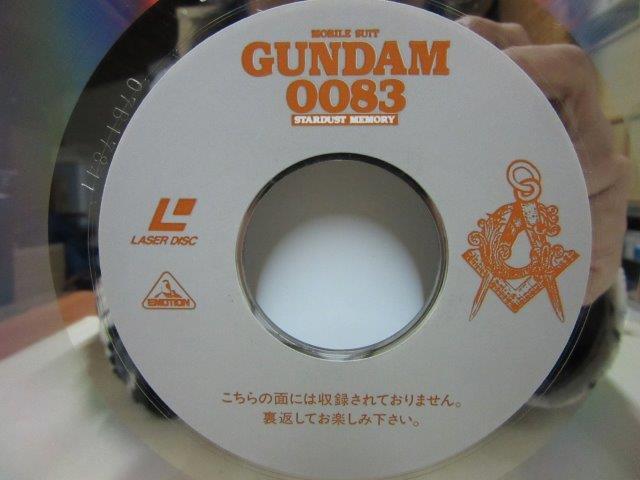 MOBILE SUIT
GUNDAM
0083
STARDUST MEMORY
LASER DISC
EMOTION
こちらの面には収録されておりません。
裏返してお楽しみ下さい。